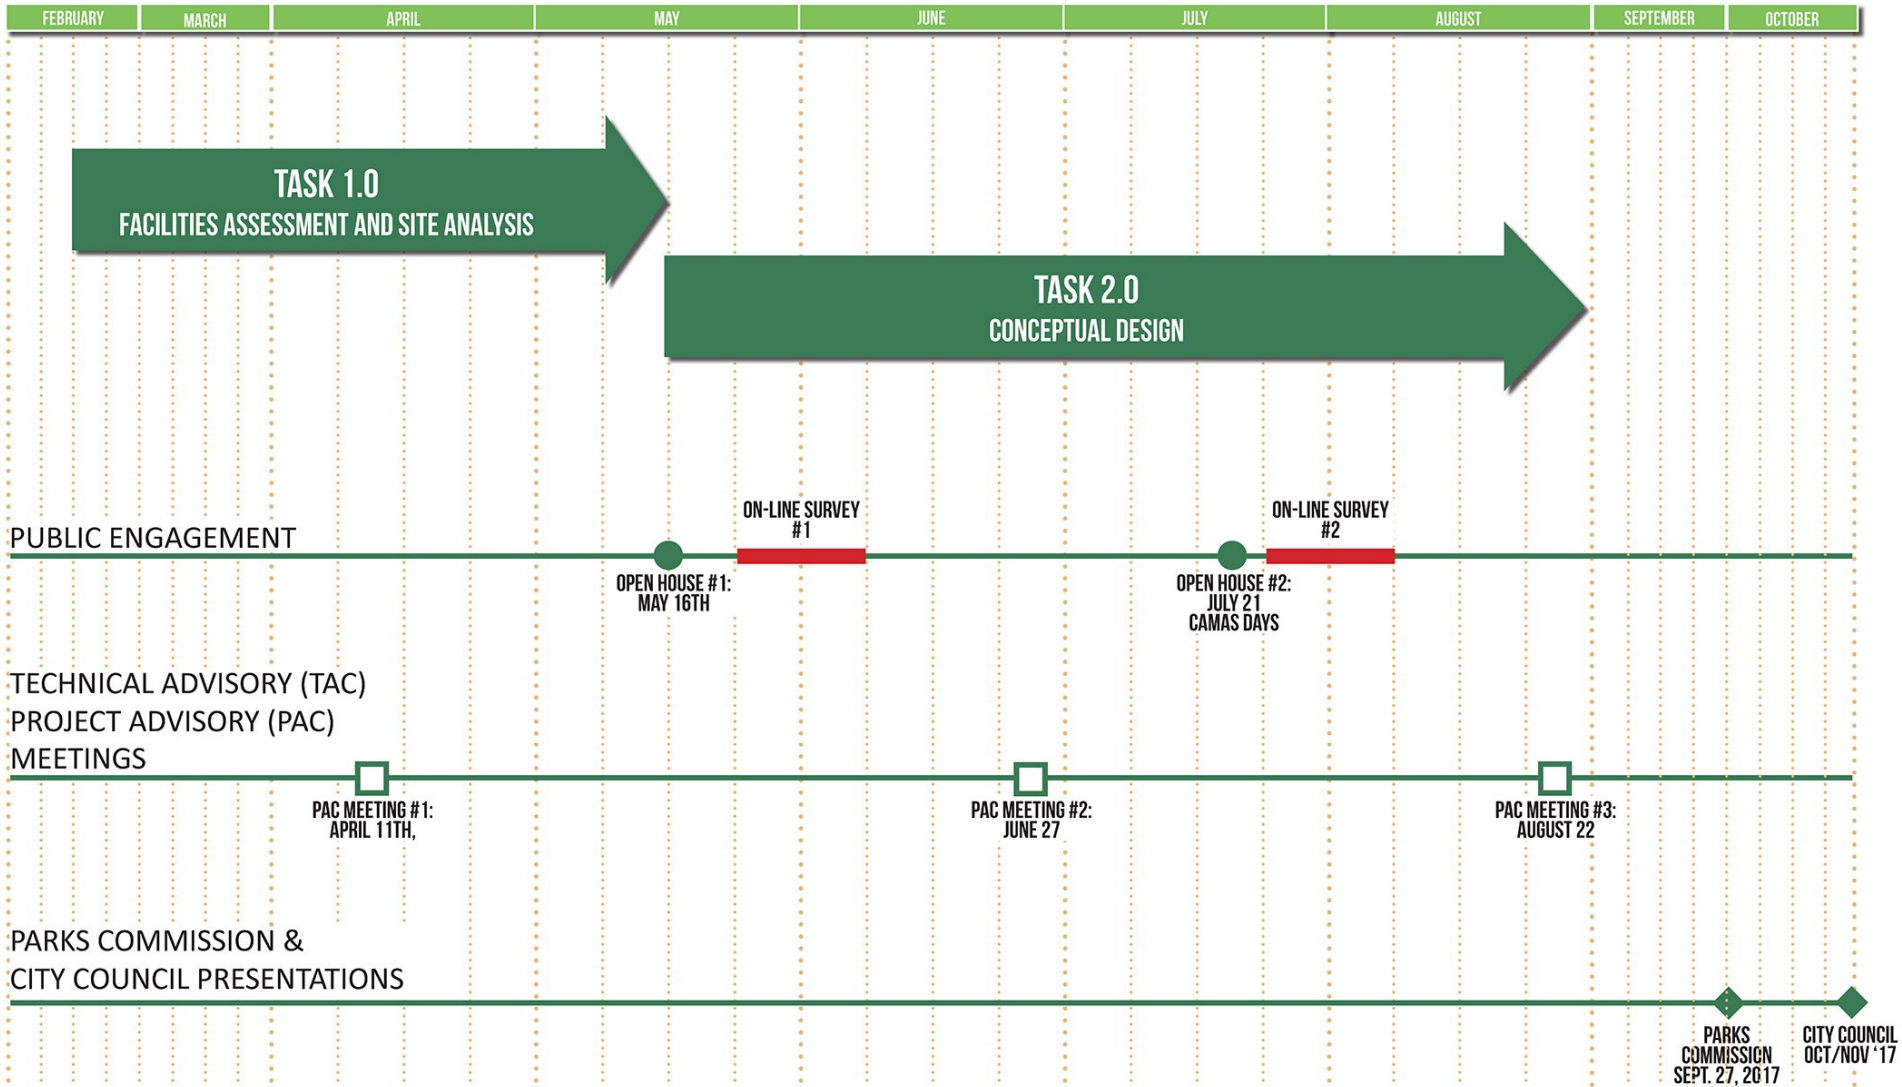 FEBRUARY MARCH APRIL MAY JUNE JULY AUGUST SEPTEMBER OCTOBER
TASK 1.0
FACILITIES ASSESSMENT AND SITE ANALYSIS
TASK 2.0
CONCEPTUAL DESIGN
PUBLIC ENGAGEMENT
ON-LINE SURVEY
#1
ON-LINE SURVEY
#2
OPEN HOUSE #1:
MAY 16TH
OPEN HOUSE #2:
JULY 21
CAMAS DAYS
TECHNICAL ADVISORY (TAC)
PROJECT ADVISORY (PAC)
MEETINGS
PAC MEETING #1:
APRIL 11TH,
PAC MEETING #2:
JUNE 27
PAC MEETING #3:
AUGUST 22
PARKS COMMISSION &
CITY COUNCIL PRESENTATIONS
PARKS
COMMISSION
SEPT. 27, 2017
CITY COUNCIL
OCT/NOV ‘17